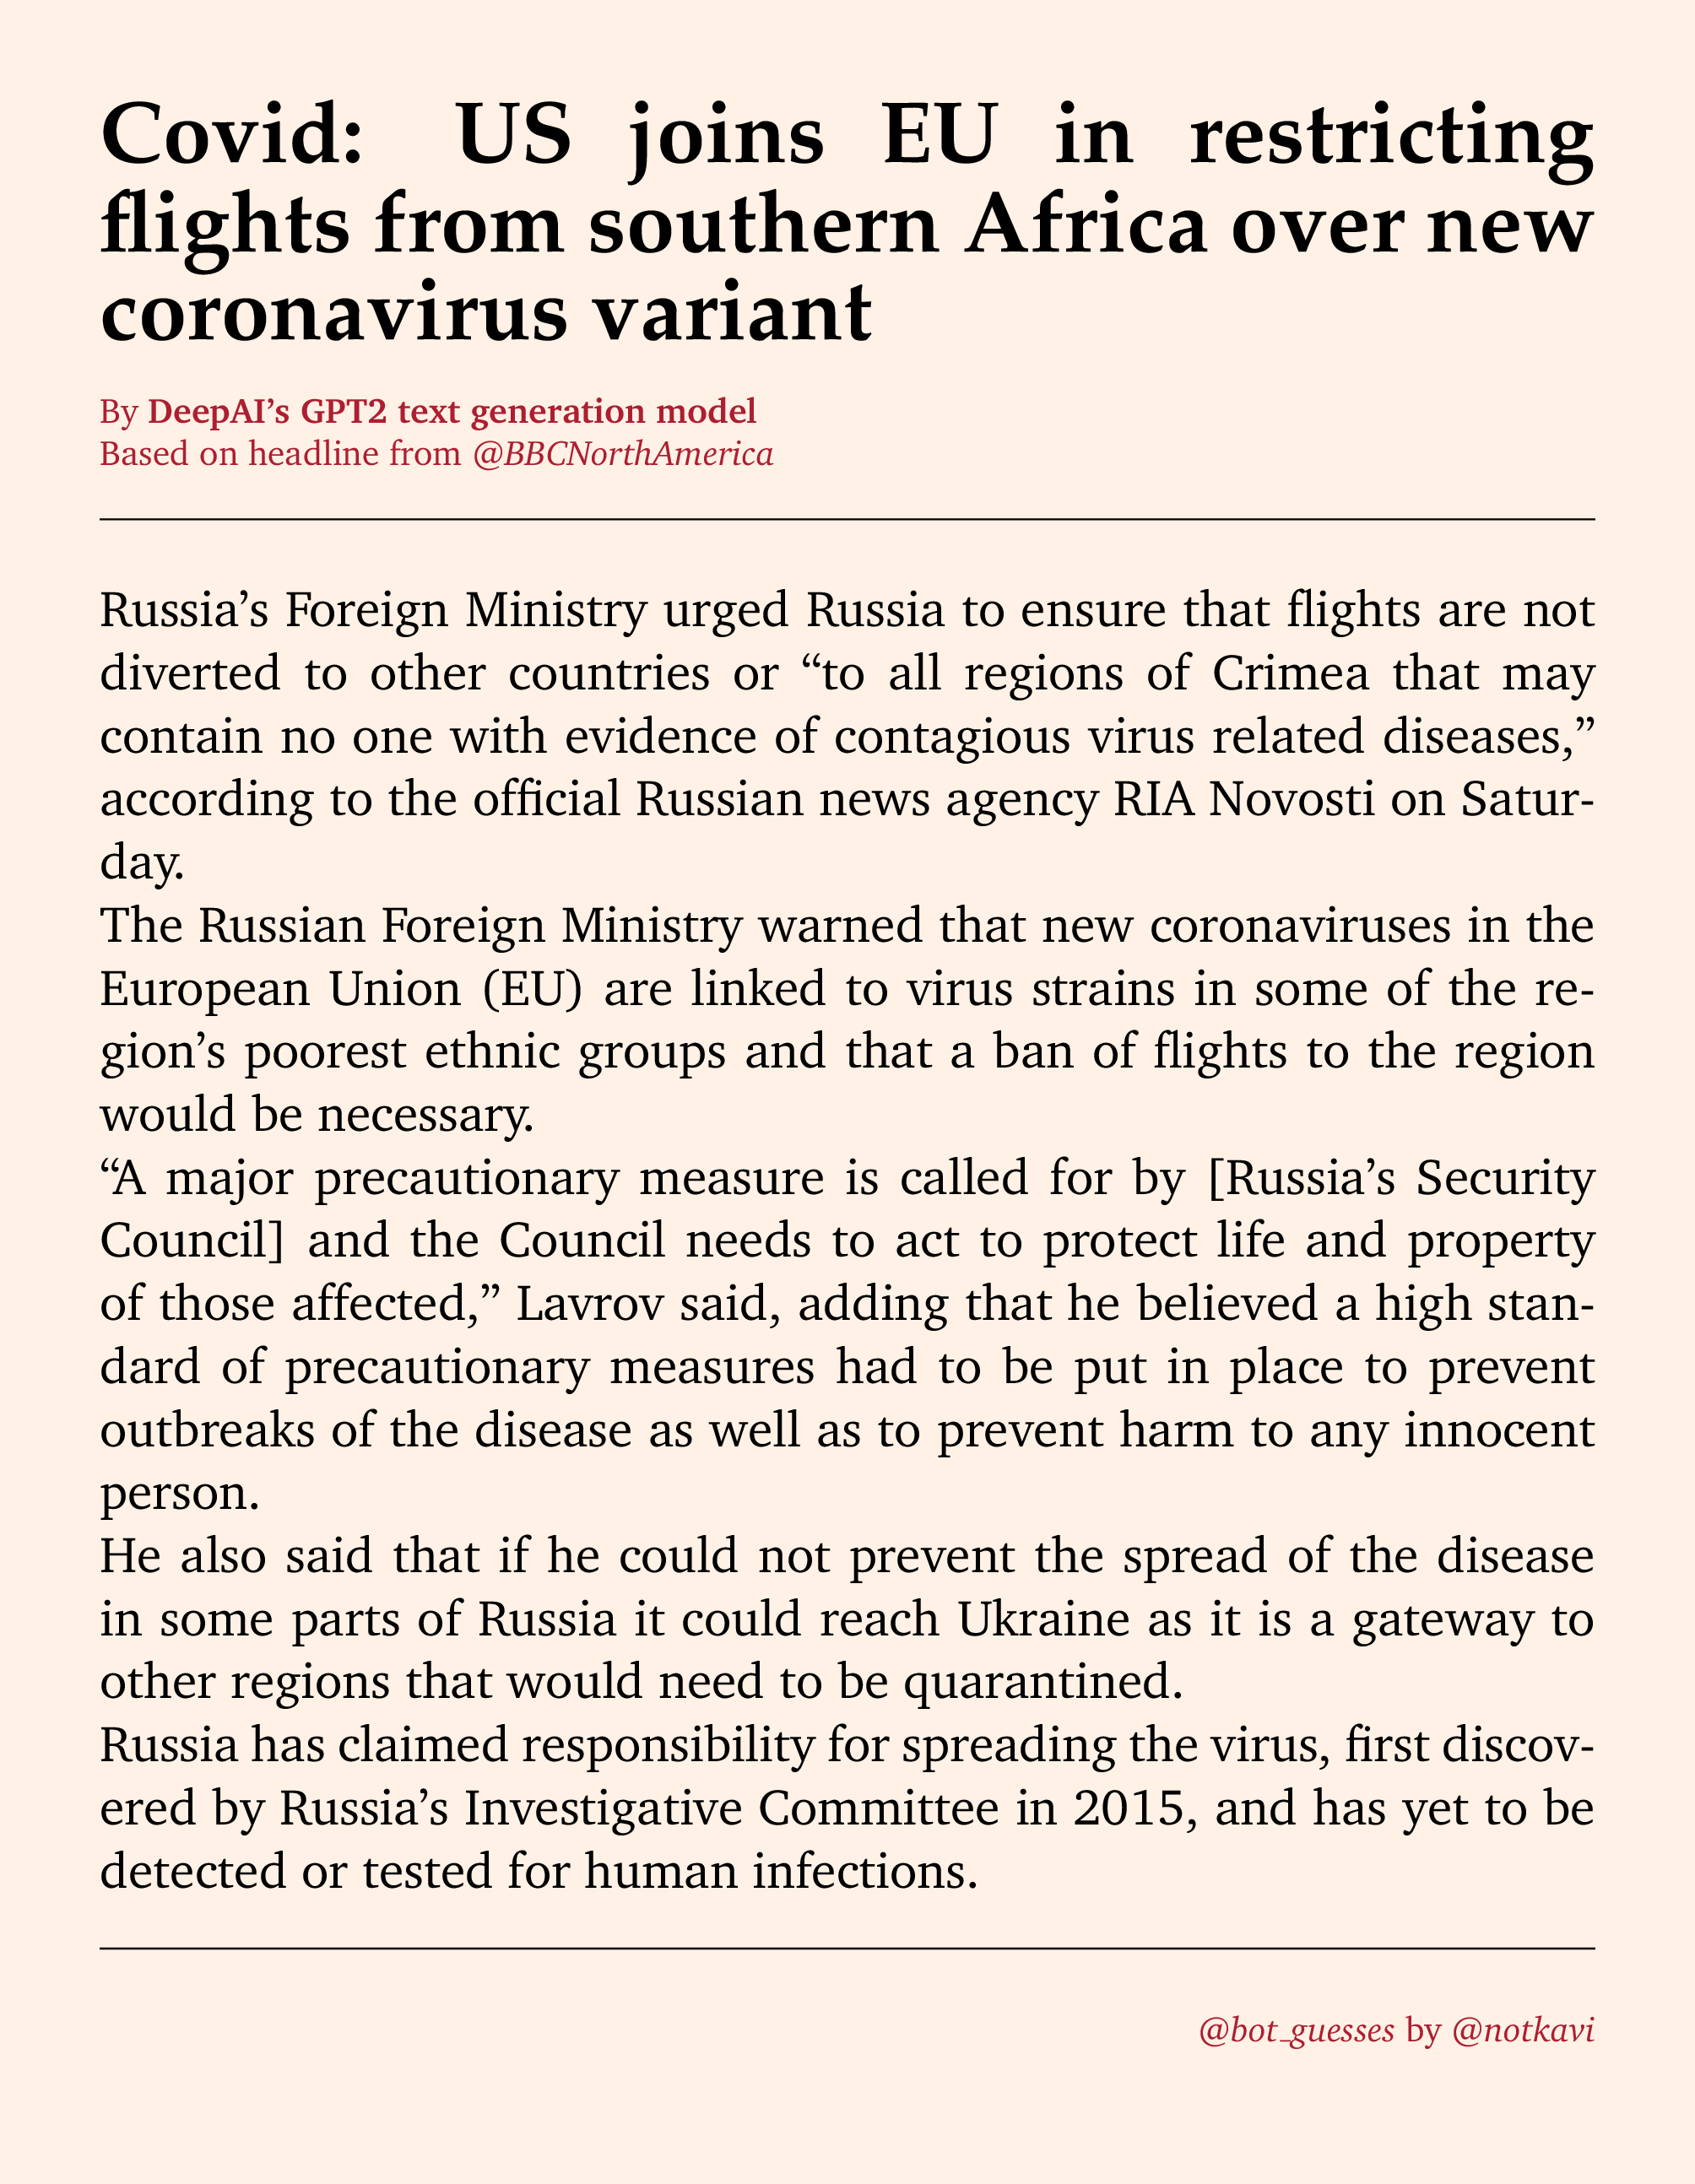 Covid: US joins EU in restricting
flights from southern Africa over new
coronavirus variant
By DeepAI’s GPT2 text generation model
Based on headline from @BBCNorthAmerica
Russia’s Foreign Ministry urged Russia to ensure that flights are not
diverted to other countries or “to all regions of Crimea that may
contain no one with evidence of contagious virus related diseases,”
according to the official Russian news agency RIA Novosti on Satur-
day.
The Russian Foreign Ministry warned that new coronaviruses in the
European Union (EU) are linked to virus strains in some of the re-
gion’s poorest ethnic groups and that a ban of flights to the region
would be necessary.
“A major precautionary measure is called for by [Russia’s Security
Council] and the Council needs to act to protect life and property
of those affected,” Lavrov said, adding that he believed a high stan-
dard of precautionary measures had to be put in place to prevent
outbreaks of the disease as well as to prevent harm to any innocent
person.
He also said that if he could not prevent the spread of the disease
in some parts of Russia it could reach Ukraine as it is a gateway to
other regions that would need to be quarantined.
Russia has claimed responsibility for spreading the virus, first discov-
ered by Russia’s Investigative Committee in 2015, and has yet to be
detected or tested for human infections.
@bot_guesses by @notkavi